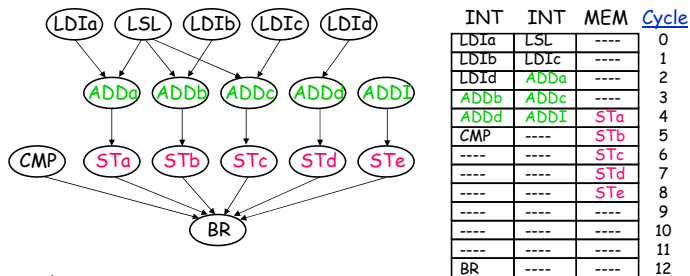 LDIa LSL LDIb LDIc LDId
ADDa ADDb ADDc ADDd ADDI
CMP STa STb STc STd STe
BR
INT INT MEM Cycle
LDIa LSL ---- 0
LDIb LDIc ---- 1
LDId ADDa ---- 2
ADDb ADDc ---- 3
ADDd ADDI STa 4
CMP ---- STb 5
---- ---- STc 6
---- ---- STd 7
---- ---- STe 8
---- ---- ---- 9
---- ---- ---- 10
---- ---- ---- 11
BR ---- ---- 12